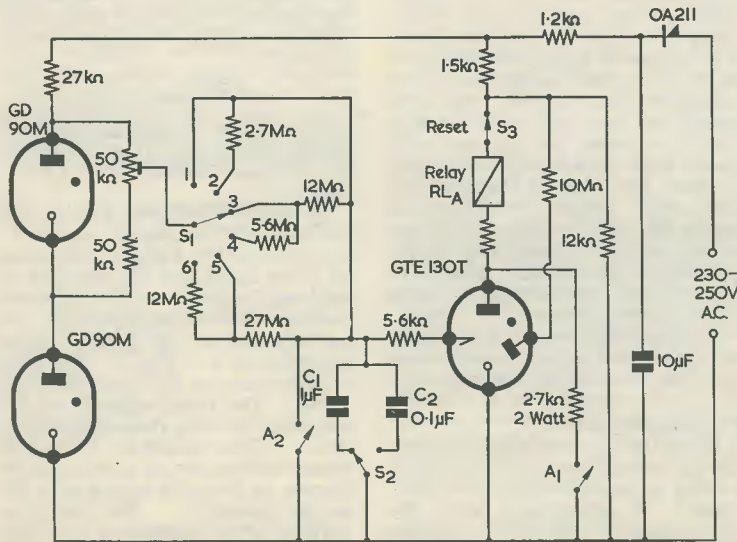 1·2kΩ
OA211
27kΩ
1·5kΩ
GD
90M
2·7MΩ
Reset
S3
50
kΩ
1
2
12MΩ
Relay
RLA
10MΩ
3
S1
4
5·6MΩ
12kΩ
50
kΩ
6
5
GTE 130T
230–
250V
A.C.
12MΩ
27MΩ
5·6kΩ
GD 90M
C1
1μF
C2
0·1μF
10μF
2·7kΩ
2 Watt
A2
S2
A1